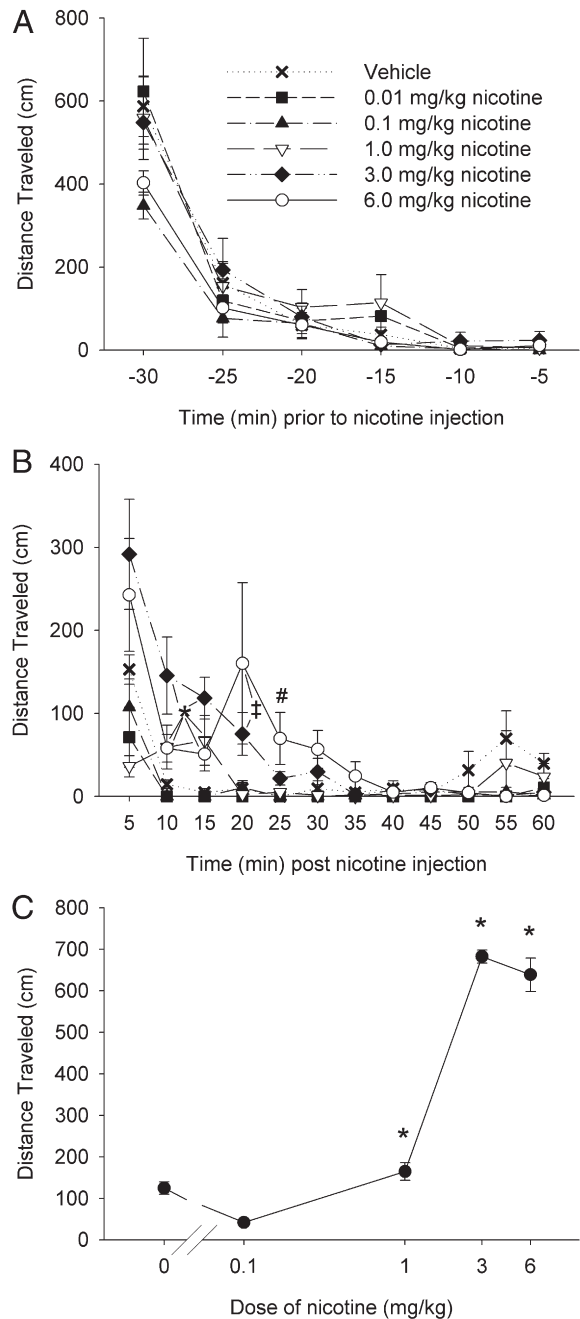 A
800
600
400
200
0
Distance Traveled (cm)
Vehicle
0.01 mg/kg nicotine
0.1 mg/kg nicotine
1.0 mg/kg nicotine
3.0 mg/kg nicotine
6.0 mg/kg nicotine
-30 -25 -20 -15 -10 -5
Time (min) prior to nicotine injection
B
400
300
200
100
0
Distance Traveled (cm)
*
‡
#
5 10 15 20 25 30 35 40 45 50 55 60
Time (min) post nicotine injection
C
800
700
600
500
400
300
200
100
0
Distance Traveled (cm)
*
*
*
0 0.1 1 3 6
Dose of nicotine (mg/kg)